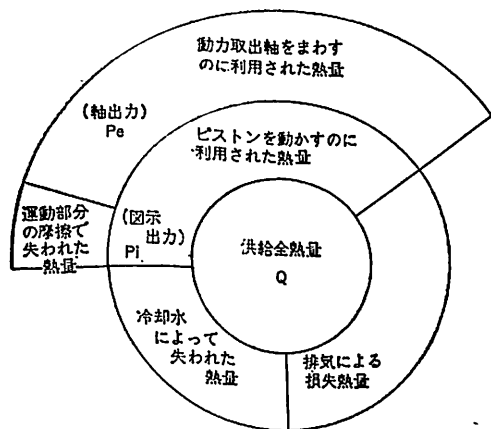 動力取出軸をまわす
のに利用された熱量
(軸出力)
Pe
ピストンを動かすのに
利用された熱量
運動部分
の摩擦で
失われた
熱量
(図示
出力)
Pi
供給全熱量
Q
冷却水
によって
失われた
熱量
排気による
損失熱量